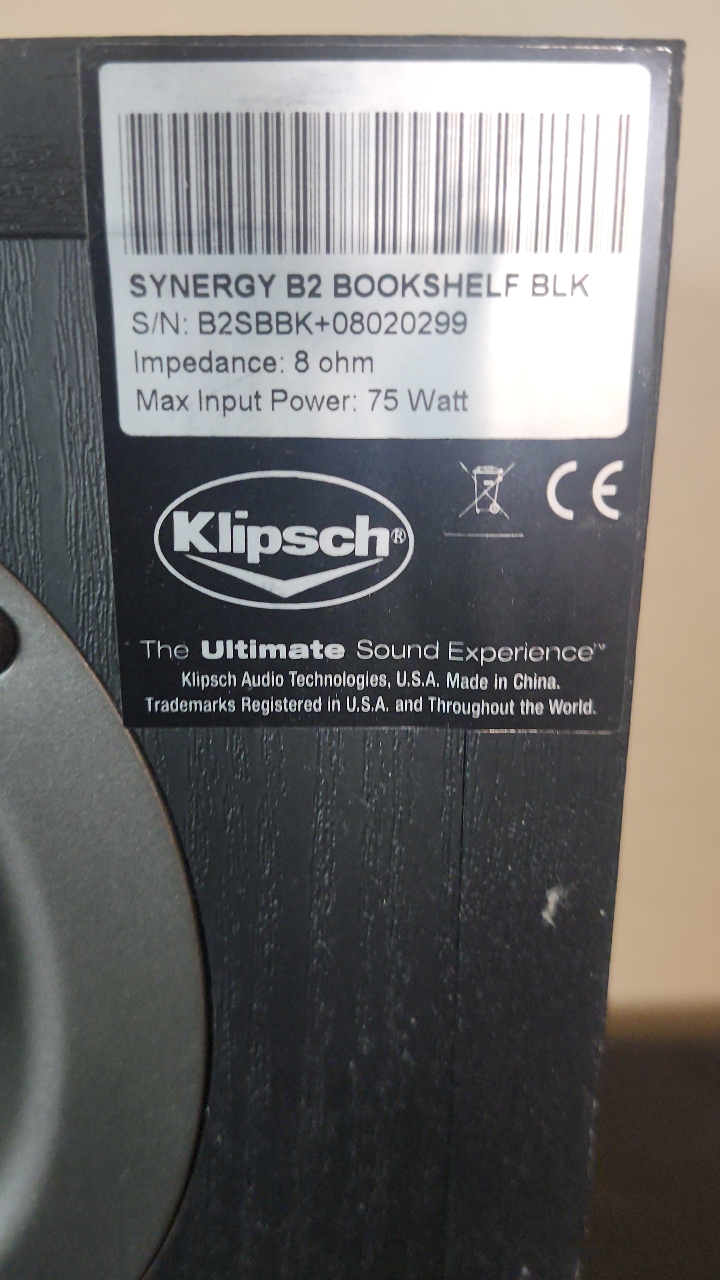 SYNERGY B2 BOOKSHELF BLK
S/N: B2SBBK+08020299
Impedance: 8 ohm
Max Input Power: 75 Watt
CE
Klipsch®
The Ultimate Sound Experience™
Klipsch Audio Technologies, U.S.A. Made in China.
Trademarks Registered in U.S.A. and Throughout the World.